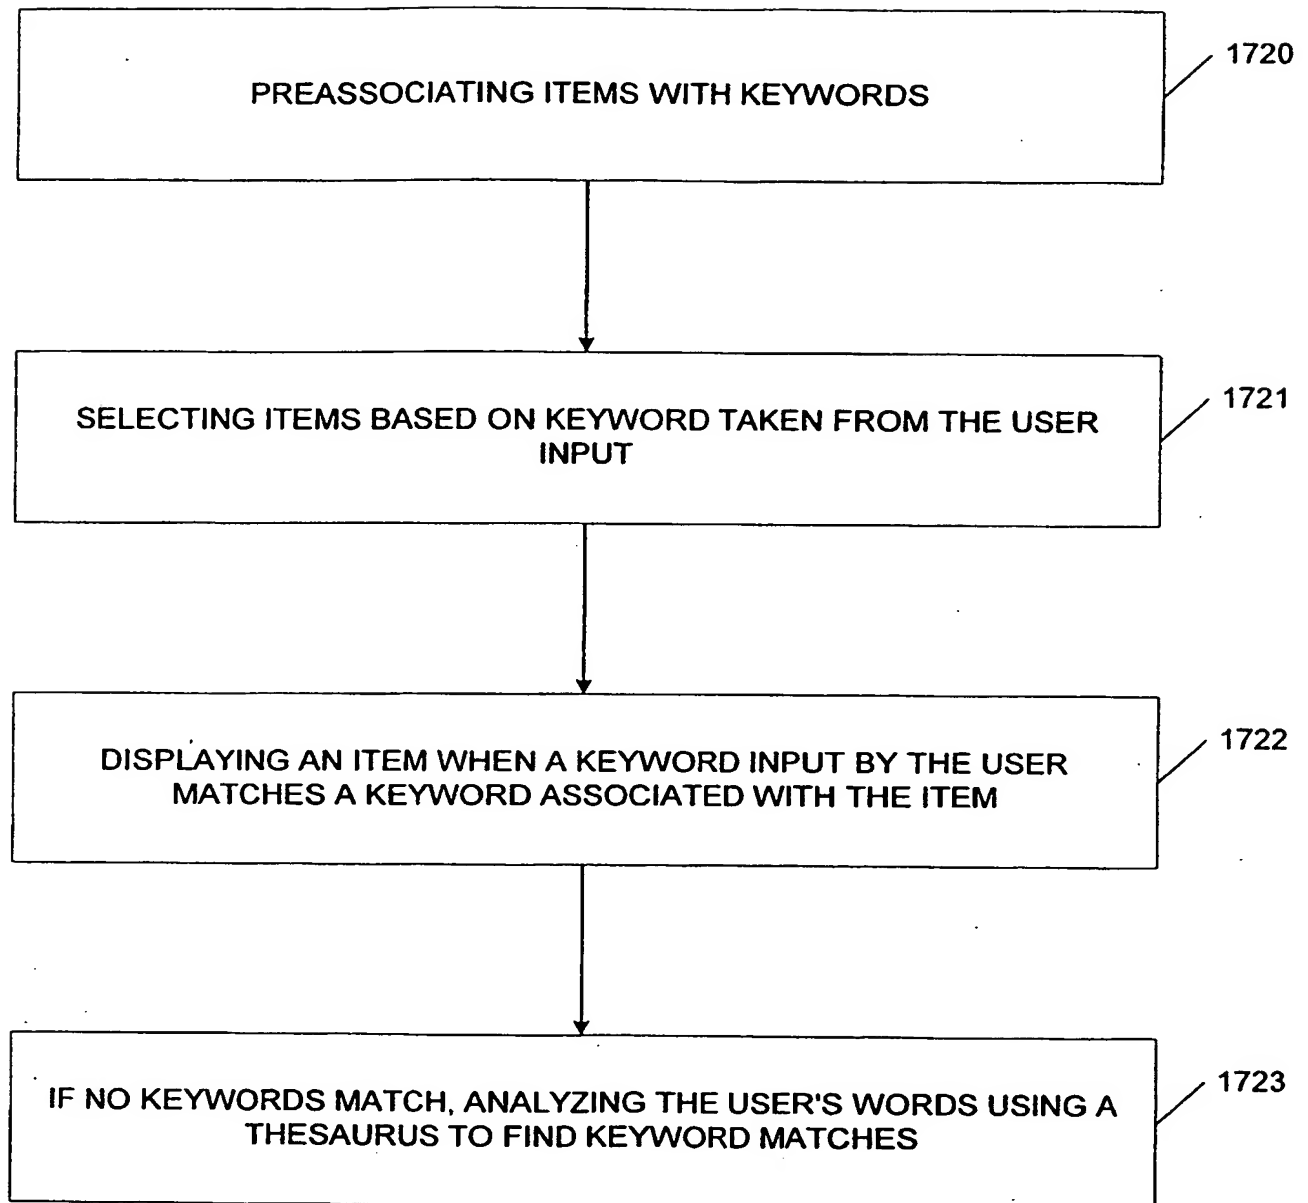 PREASSOCIATING ITEMS WITH KEYWORDS
1720
SELECTING ITEMS BASED ON KEYWORD TAKEN FROM THE USER
INPUT
1721
DISPLAYING AN ITEM WHEN A KEYWORD INPUT BY THE USER
MATCHES A KEYWORD ASSOCIATED WITH THE ITEM
1722
IF NO KEYWORDS MATCH, ANALYZING THE USER'S WORDS USING A
THESAURUS TO FIND KEYWORD MATCHES
1723